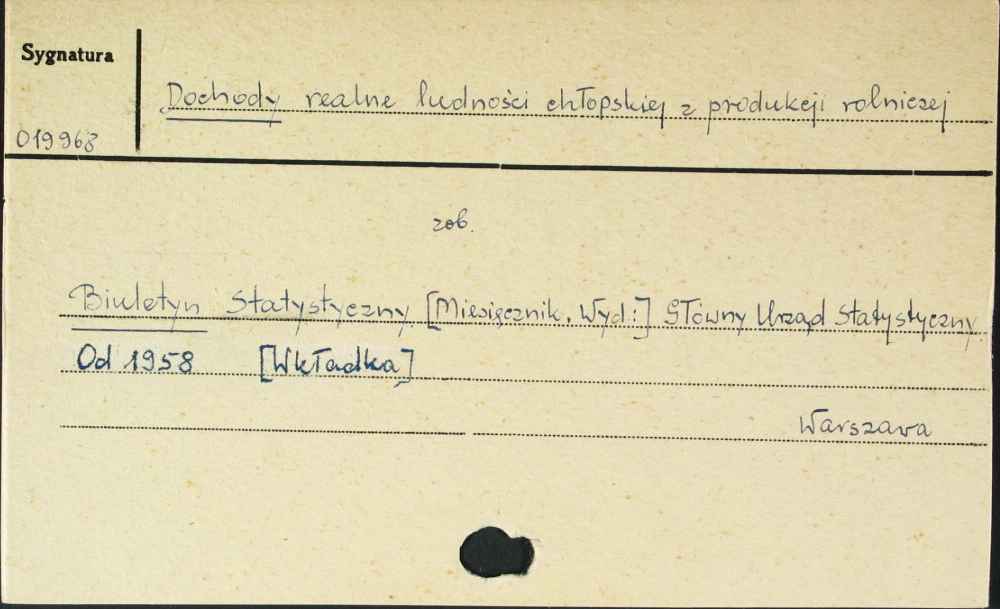 Sygnatura
Dochody realne ludności chłopskiej z produkcji rolniczej
019968
zob.
Biuletyn Statystyczny [Miesięcznik. Wyd:] Główny Urząd Statystyczny
Od 1958 [Wkładka]
Warszawa